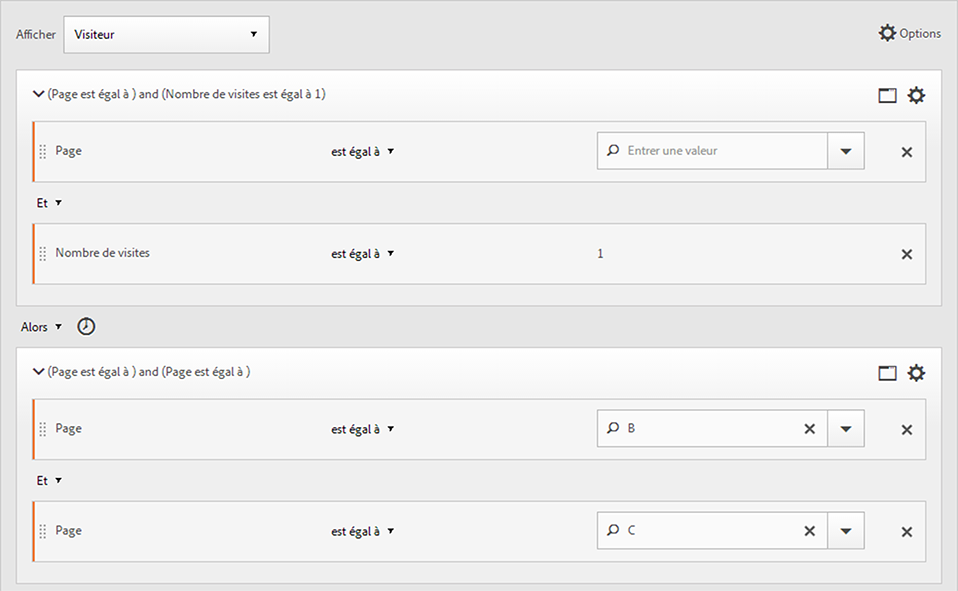 Afficher Visiteur Options
(Page est égal à ) and (Nombre de visites est égal à 1)
Page est égal à Entrer une valeur
Et
Nombre de visites est égal à 1
Alors
(Page est égal à ) and (Page est égal à )
Page est égal à B
Et
Page est égal à C